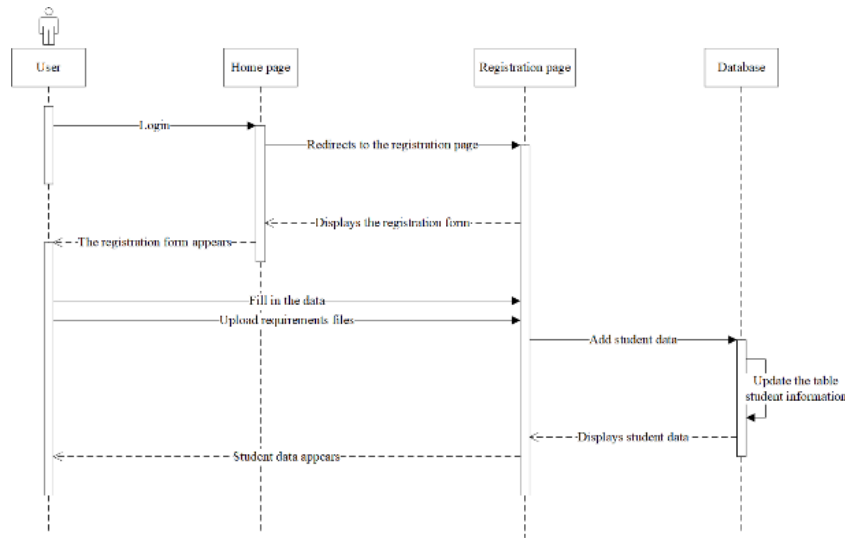 User
Home page
Registration page
Database
Login
Redirects to the registration page
Displays the registration form
The registration form appears
Fill in the data
Upload requirements files
Add student data
Update the table
student information
Displays student data
Student data appears